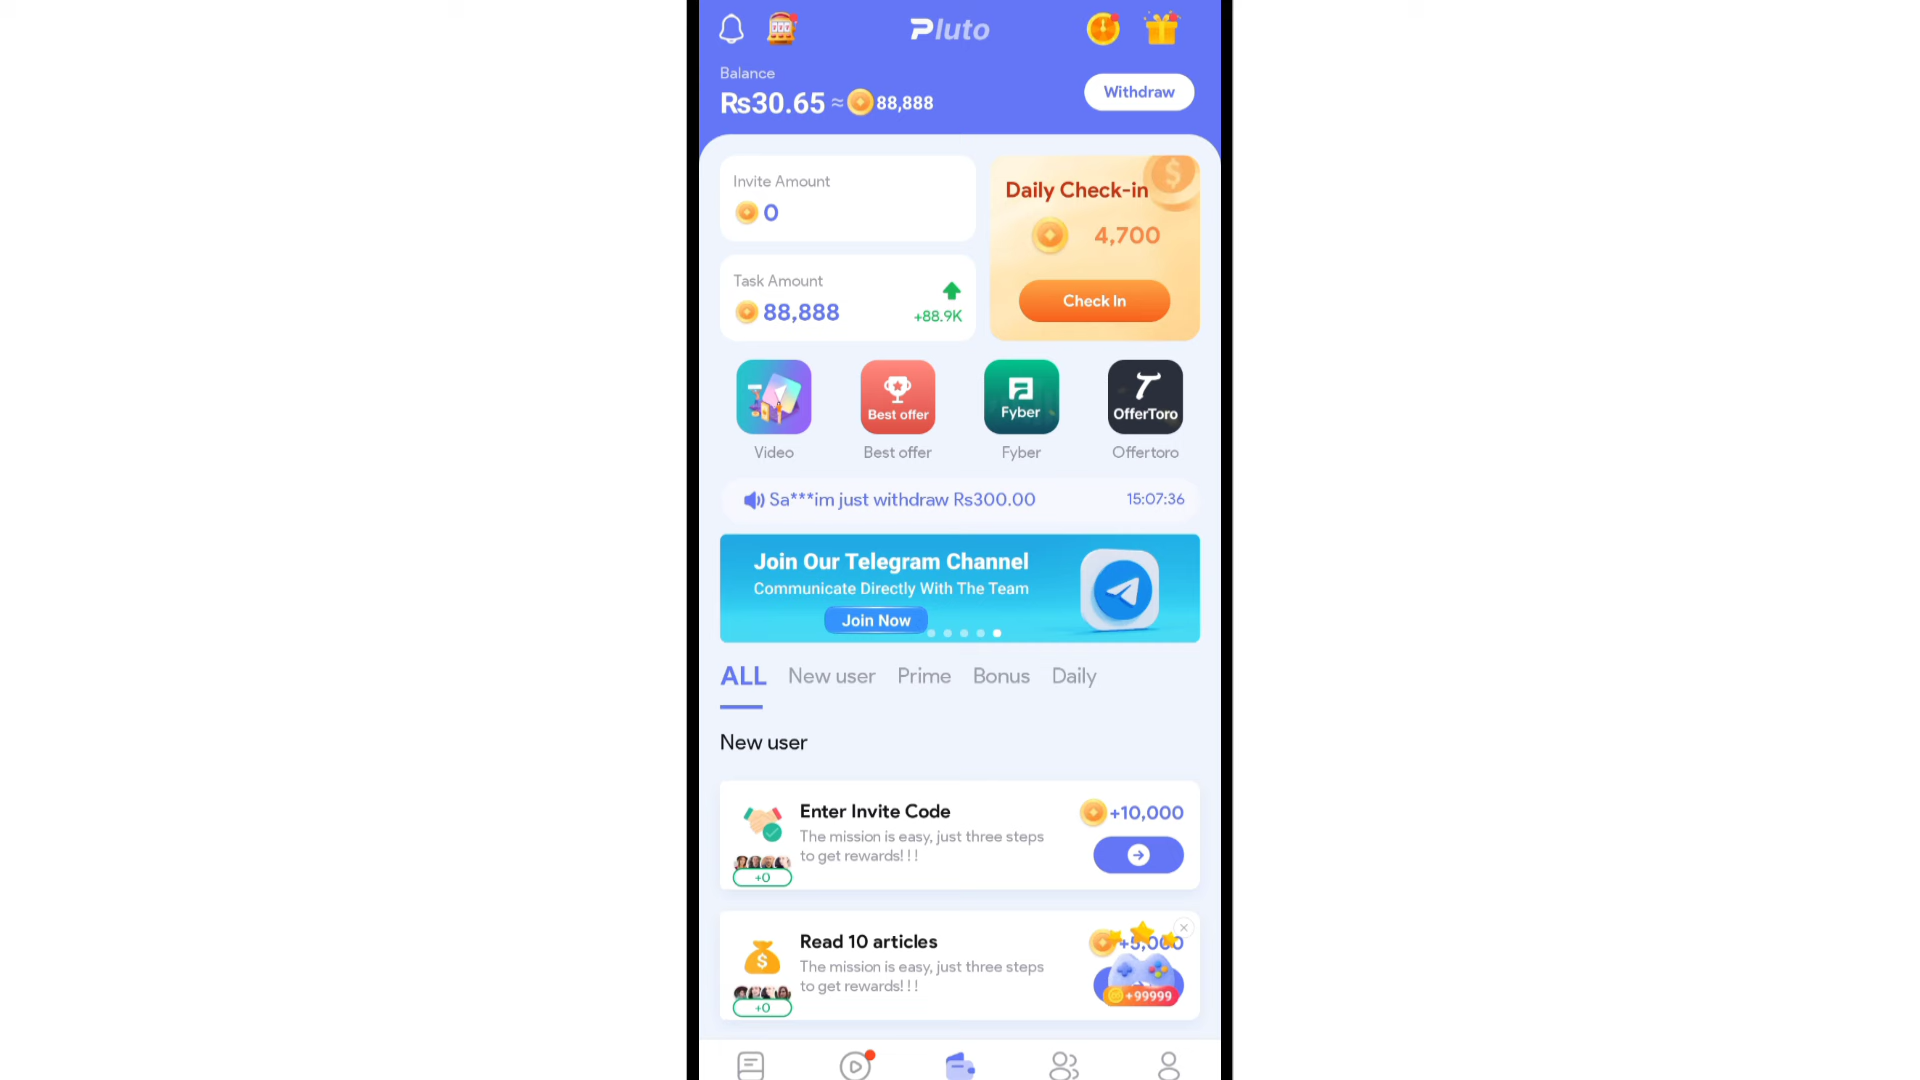 Pluto
Balance
Rs30.65 ≈ 88,888
Withdraw
Invite Amount
0
Daily Check-in
4,700
Check In
Task Amount
88,888
+88.9K
Best offer
Fyber
OfferToro
Video
Best offer
Fyber
Offertoro
Sa***im just withdraw Rs300.00
15:07:36
Join Our Telegram Channel
Communicate Directly With The Team
Join Now
ALL New user Prime Bonus Daily
New user
Enter Invite Code
+10,000
The mission is easy, just three steps
to get rewards!!!
+0
Read 10 articles
+5,000
The mission is easy, just three steps
to get rewards!!!
+99999
+0